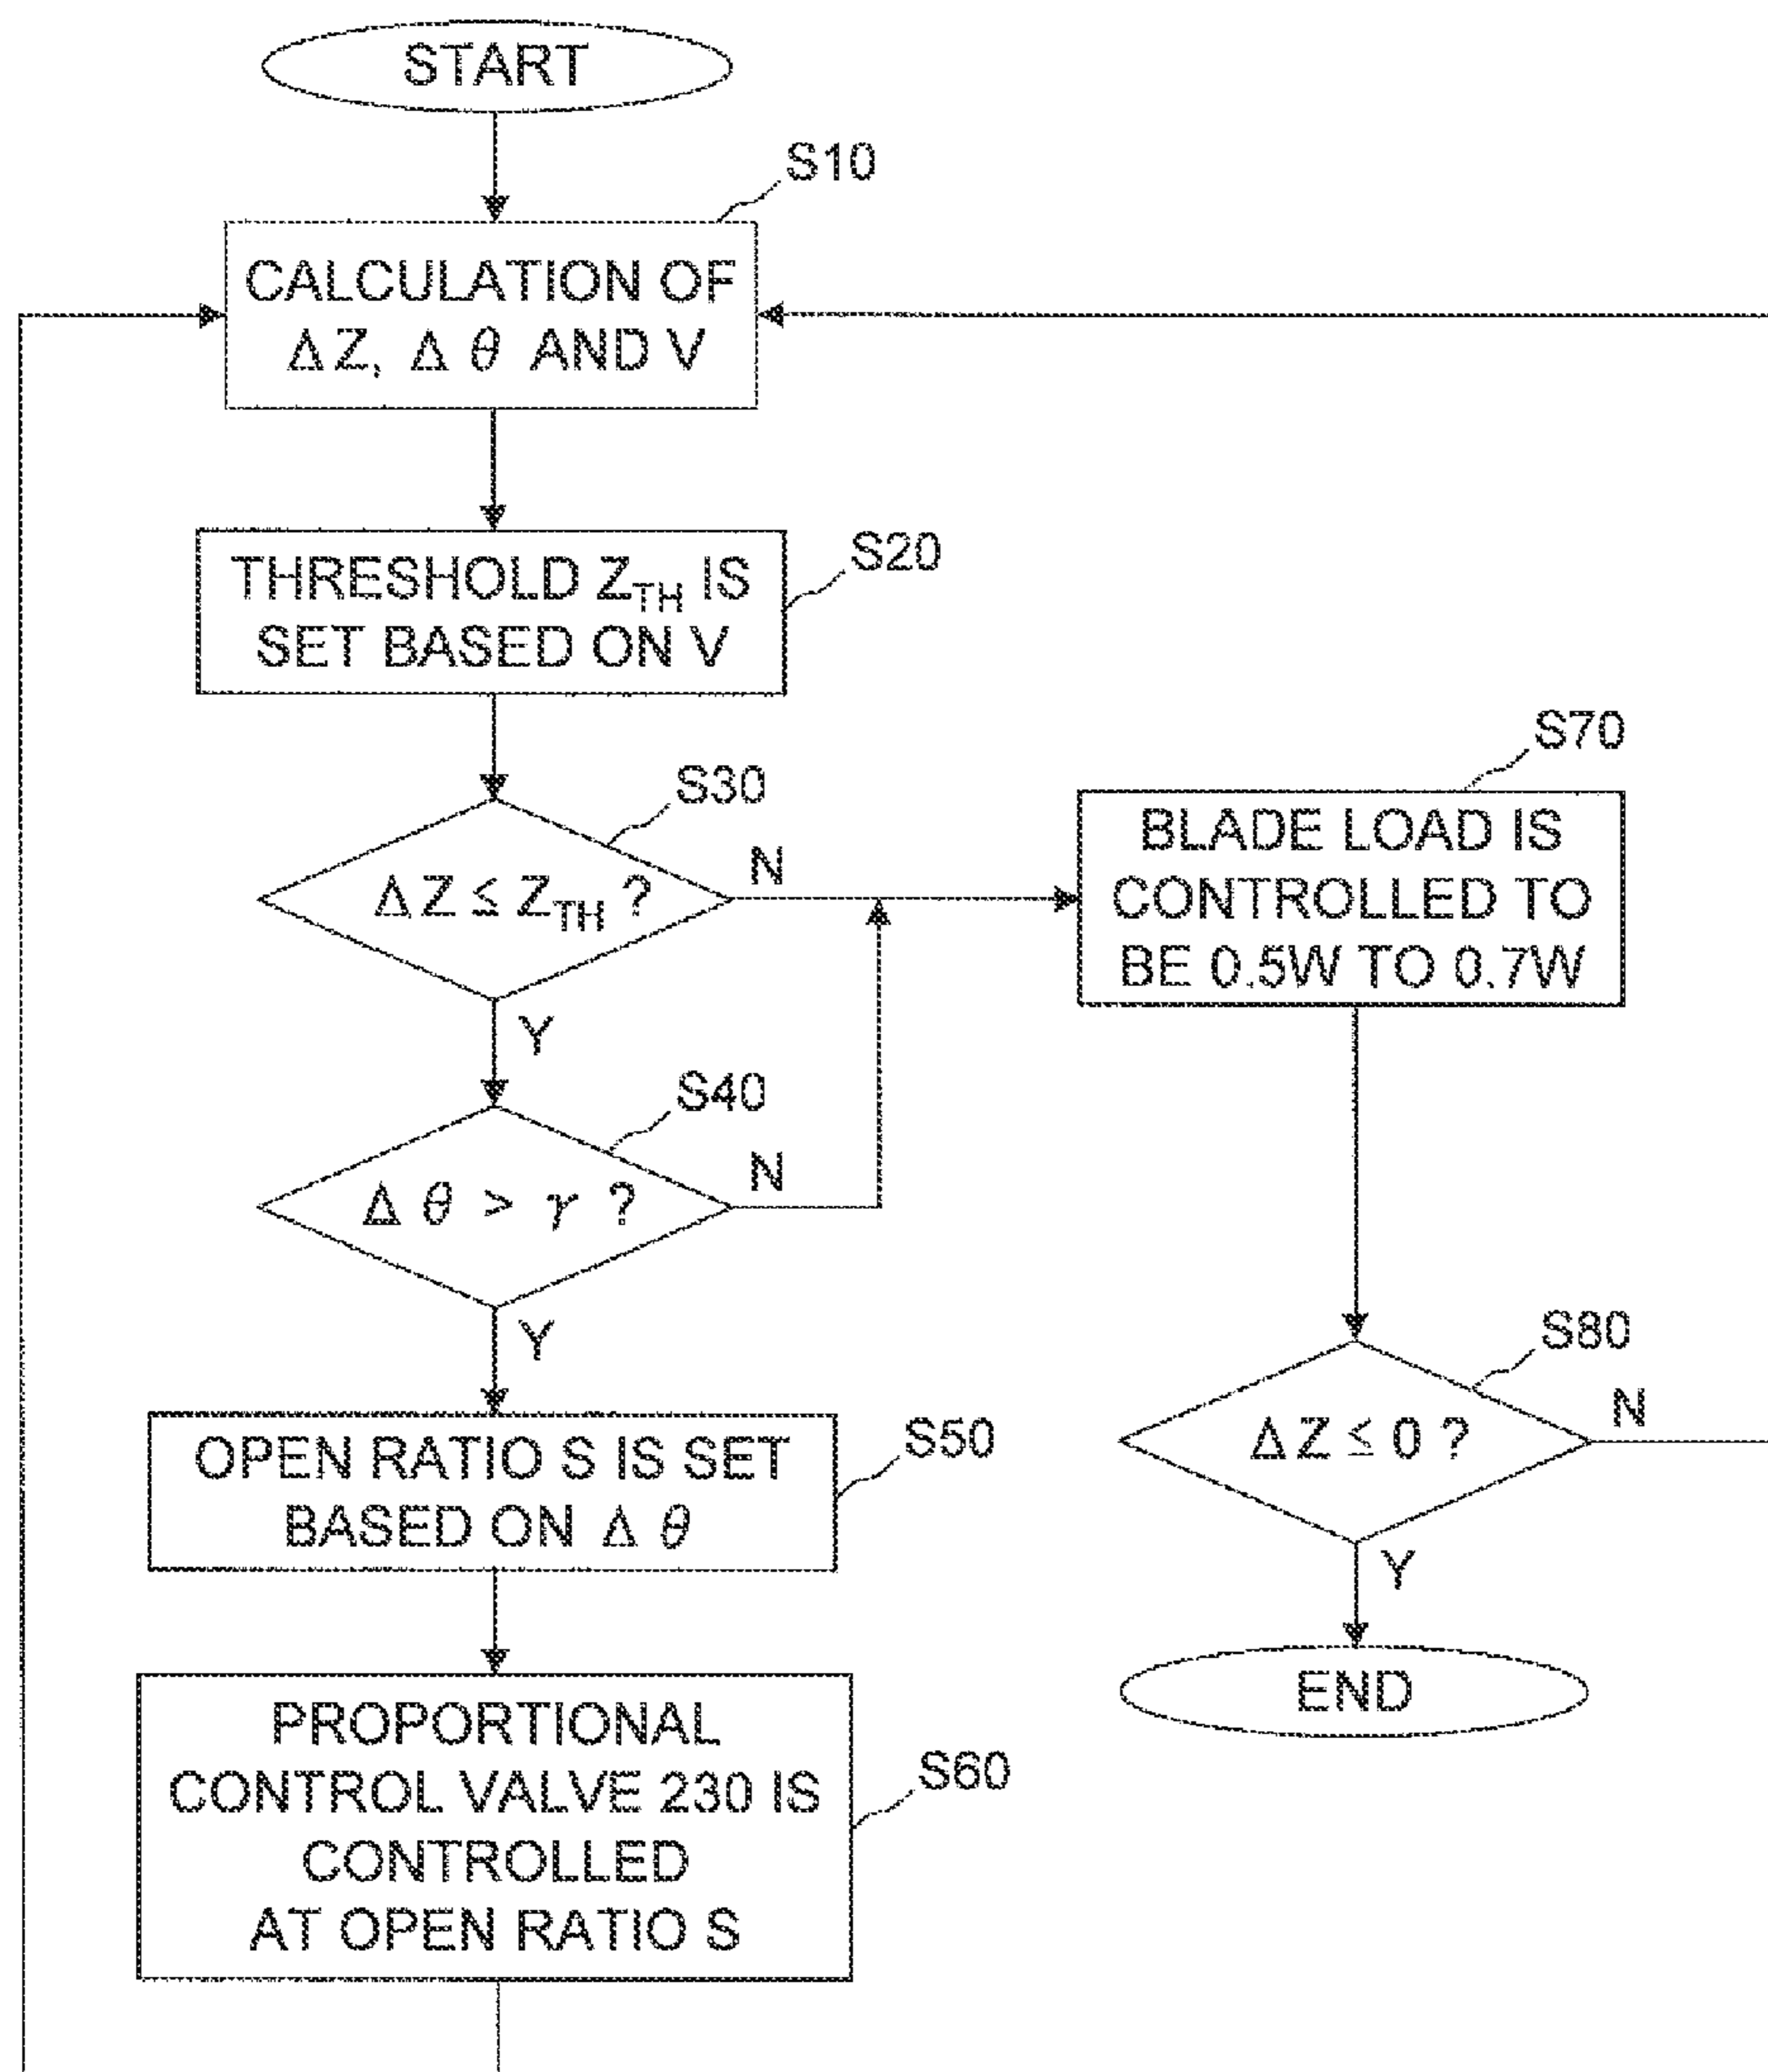 START
S10
CALCULATION OF
ΔZ, Δθ AND V
S20
THRESHOLD Z_TH IS
SET BASED ON V
S30
ΔZ ≤ Z_TH ?
N
Y
S40
Δθ > γ ?
N
Y
S50
OPEN RATIO S IS SET
BASED ON Δθ
S60
PROPORTIONAL
CONTROL VALVE 230 IS
CONTROLLED
AT OPEN RATIO S
S70
BLADE LOAD IS
CONTROLLED TO
BE 0.5W TO 0.7W
S80
ΔZ ≤ 0 ?
N
Y
END